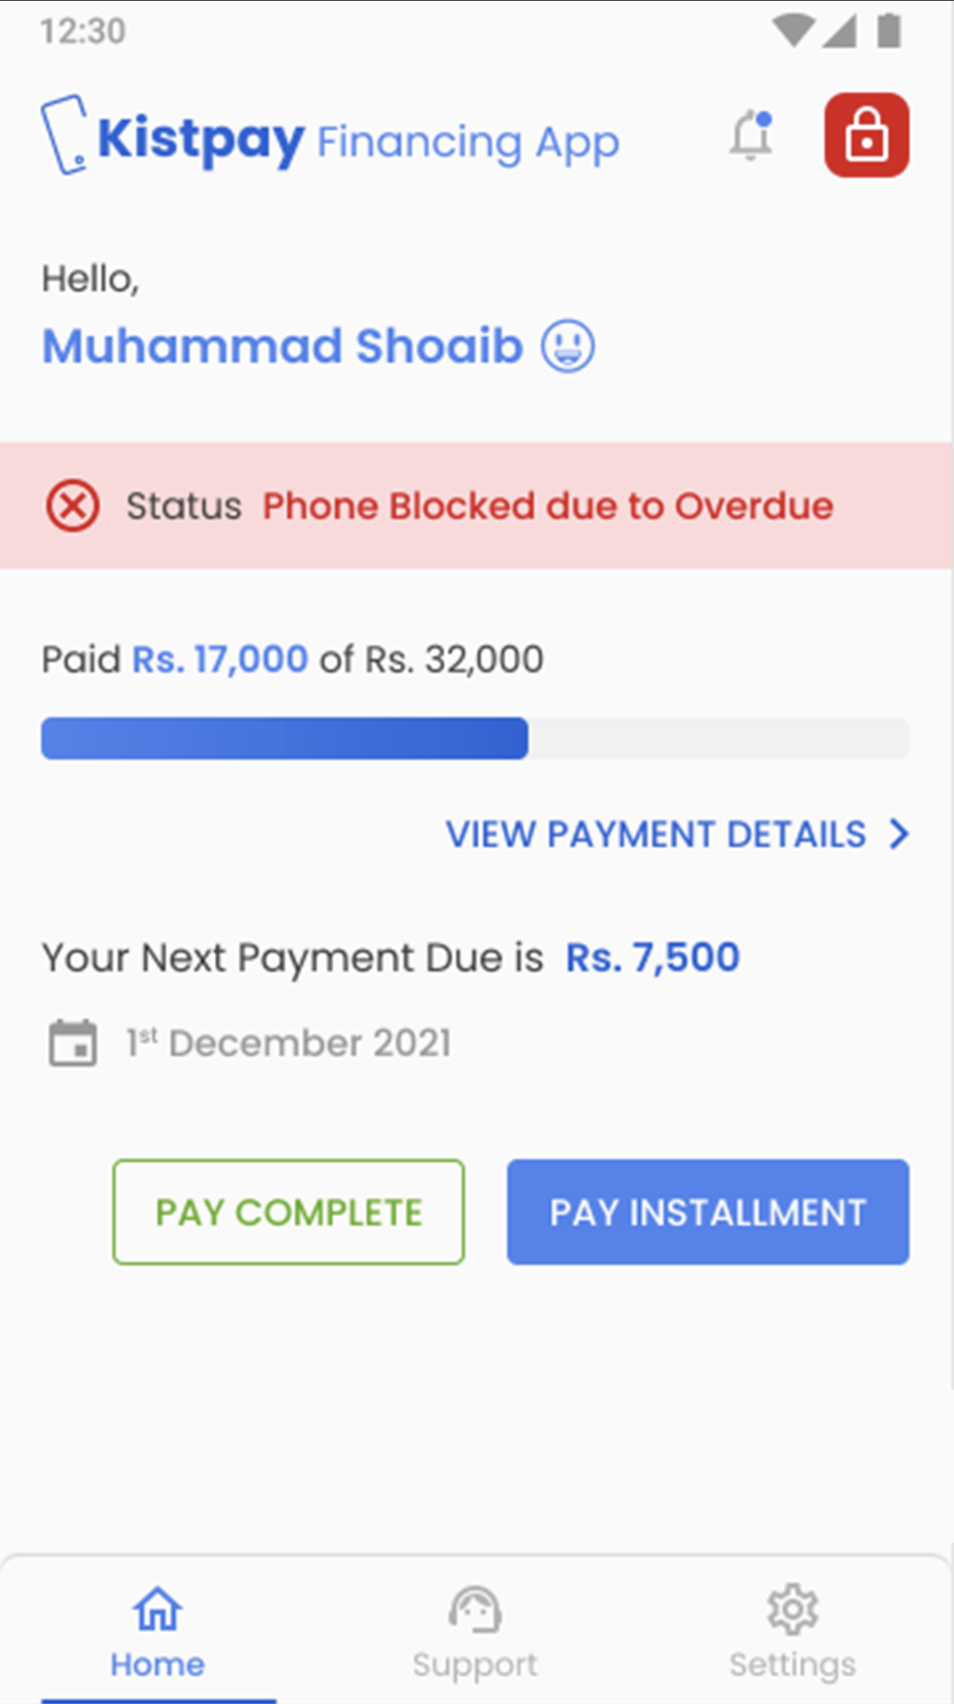 12:30
Kistpay Financing App
Hello,
Muhammad Shoaib
Status Phone Blocked due to Overdue
Paid Rs. 17,000 of Rs. 32,000
VIEW PAYMENT DETAILS
Your Next Payment Due is Rs. 7,500
1st December 2021
PAY COMPLETE PAY INSTALLMENT
Home Support Settings